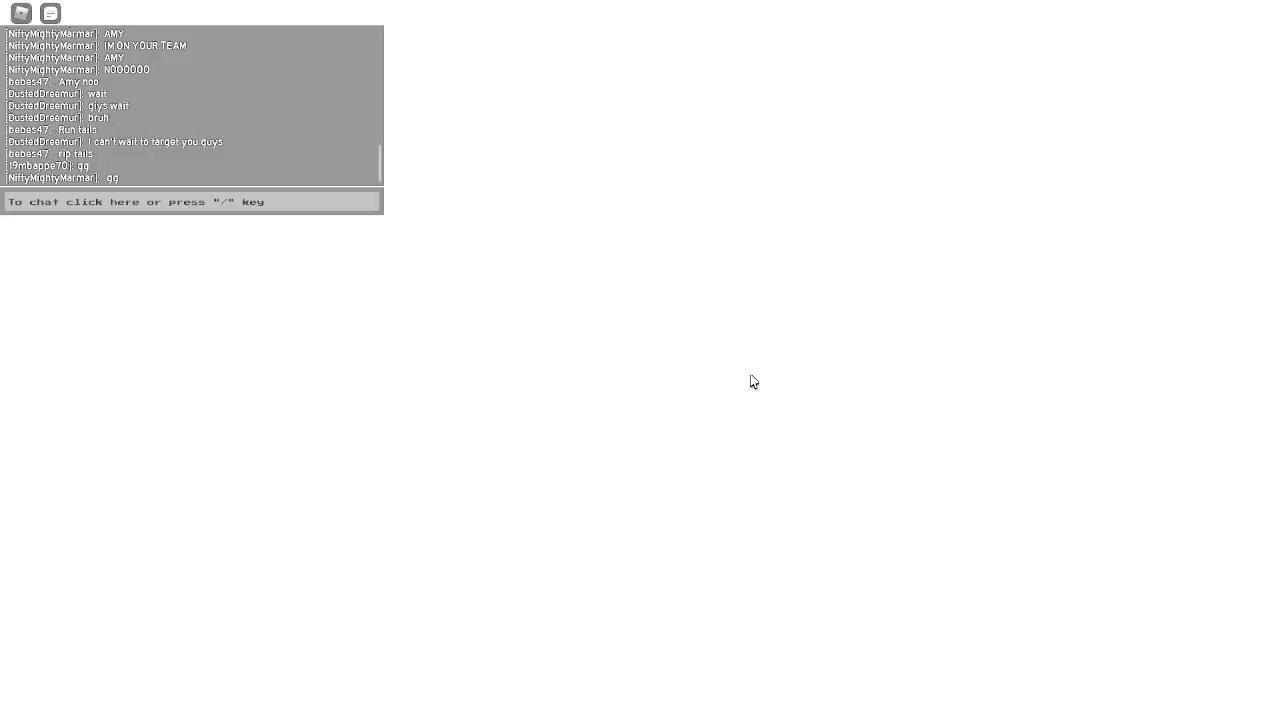 [NiftyMightyMarmar]: AMY
[NiftyMightyMarmar]: IM ON YOUR TEAM
[NiftyMightyMarmar]: AMY
[NiftyMightyMarmar]: NOOOOOO
[bebes47]: Amy noo
[DustedDreemur]: wait
[DustedDreemur]: giys wait
[DustedDreemur]: bruh
[bebes47]: Run tails
[DustedDreemur]: I can't wait to target you guys
[bebes47]: rip tails
[19mbappe70]: gg
[NiftyMightyMarmar]: gg
To chat click here or press "/" key